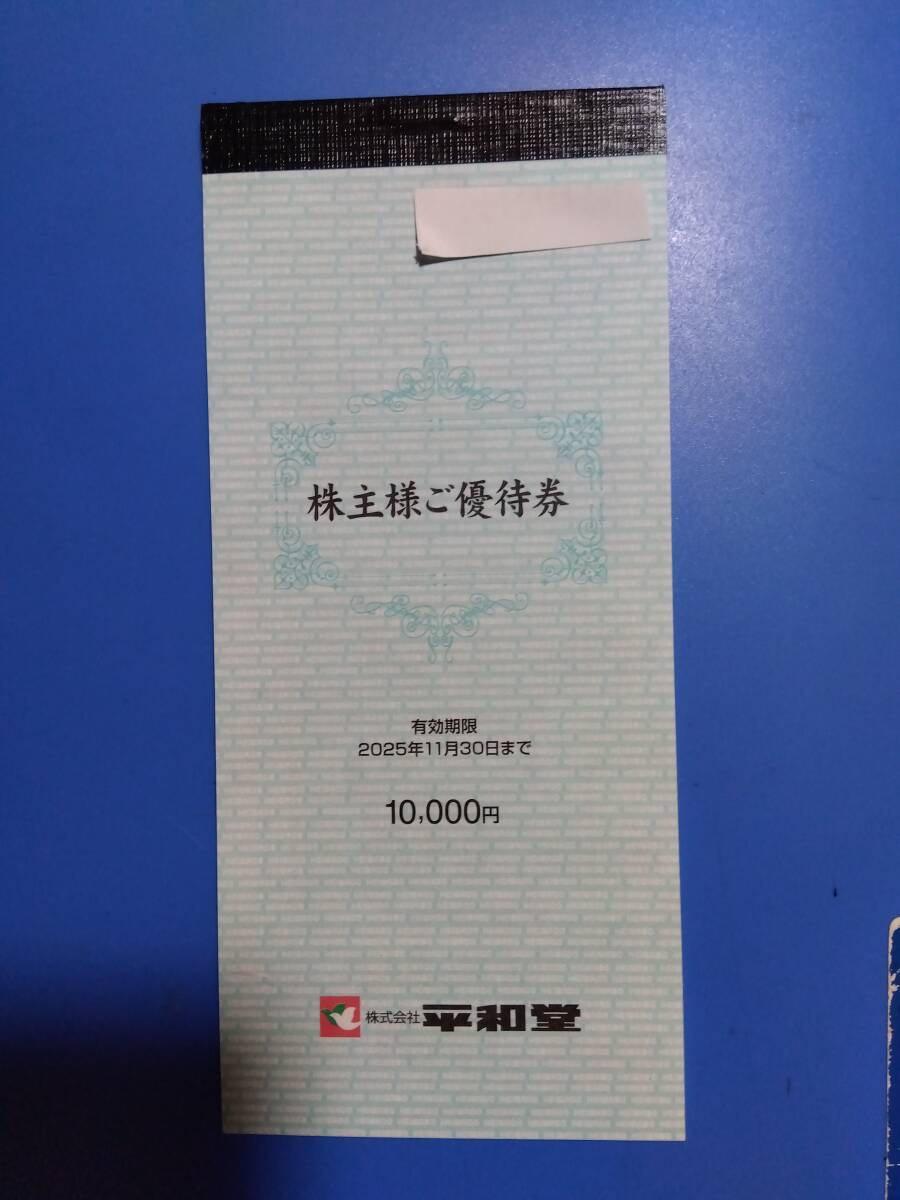 株主様ご優待券
有効期限
2025年11月30日まで
10,000円
株式会社 平和堂